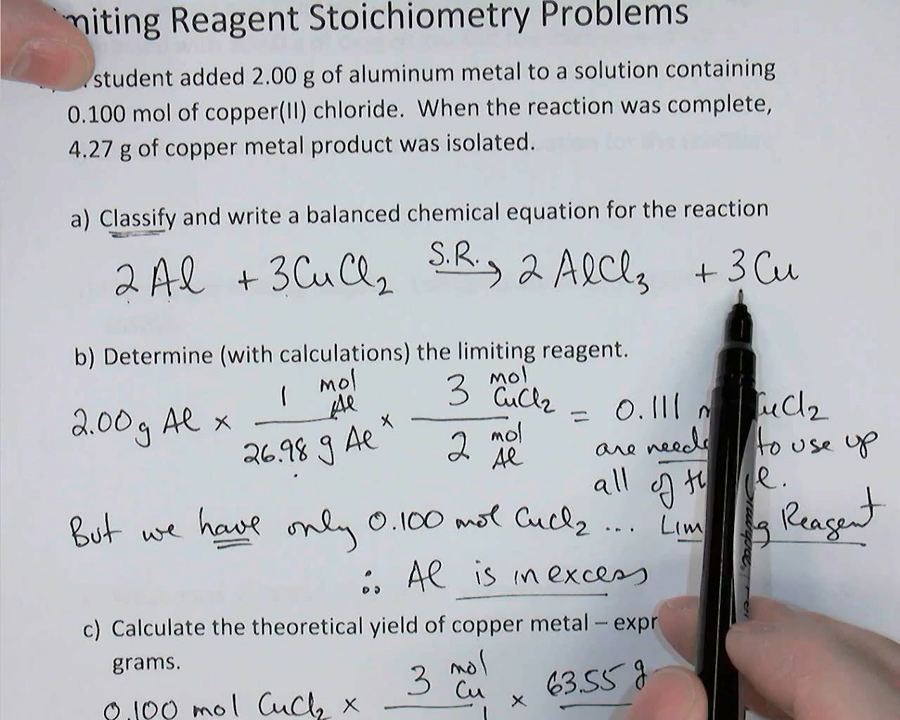 miting Reagent Stoichiometry Problems
student added 2.00 g of aluminum metal to a solution containing
0.100 mol of copper(II) chloride. When the reaction was complete,
4.27 g of copper metal product was isolated.
a) Classify and write a balanced chemical equation for the reaction
2 Al + 3 CuCl₂ S.R. → 2 AlCl₃ + 3 Cu
b) Determine (with calculations) the limiting reagent.
2.00 g Al × 1 mol Al / 26.98 g Al × 3 mol CuCl₂ / 2 mol Al = 0.111 CuCl₂
are to use up
all of
But we have only 0.100 mol CuCl₂ ... Reagent
∴ Al is in excess
c) Calculate the theoretical yield of copper metal – expr
grams.
0.100 mol CuCl₂ × 3 mol Cu × 63.55 g